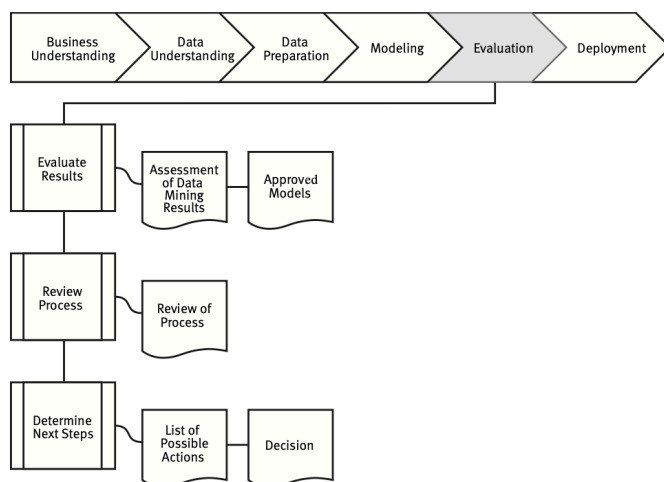 Business
Understanding
Data
Understanding
Data
Preparation
Modeling
Evaluation
Deployment
Evaluate
Results
Assessment
of Data
Mining
Results
Approved
Models
Review
Process
Review of
Process
Determine
Next Steps
List of
Possible
Actions
Decision